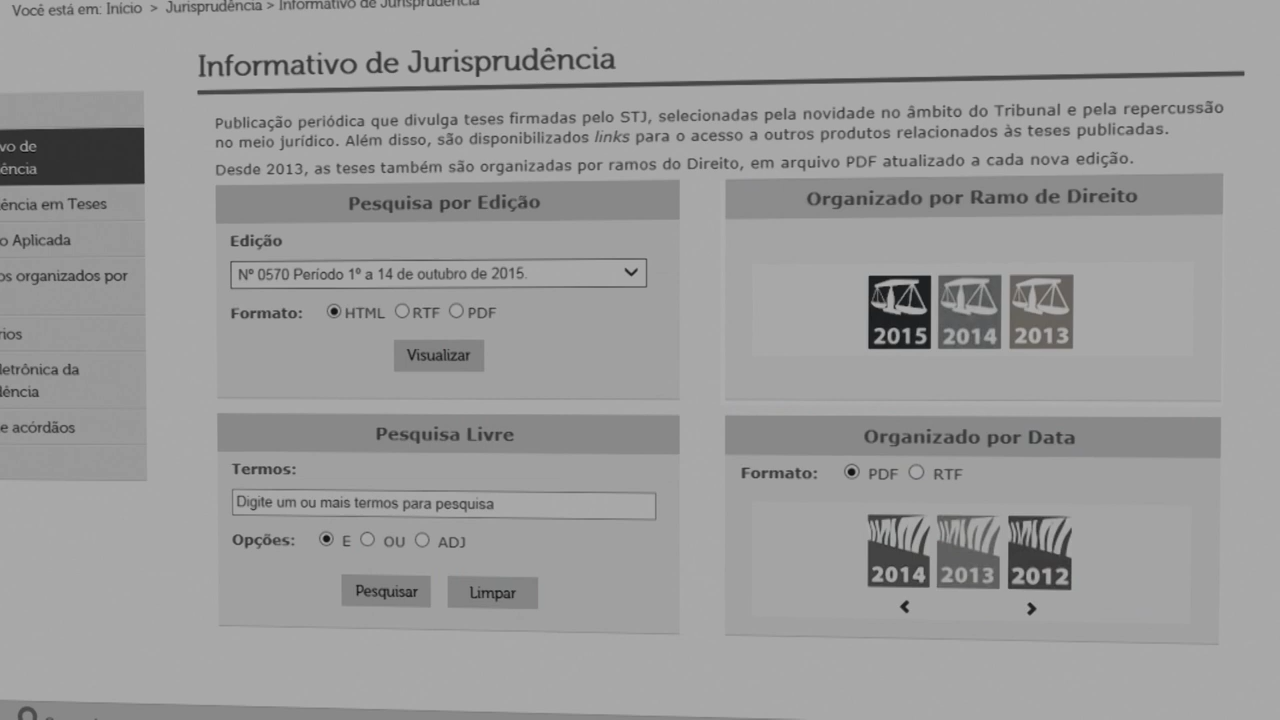 Você está em: Início > Jurisprudência > Informativo de Jurisprudência
Informativo de Jurisprudência
Publicação periódica que divulga teses firmadas pelo STJ, selecionadas pela novidade no âmbito do Tribunal e pela repercussão
no meio jurídico. Além disso, são disponibilizados links para o acesso a outros produtos relacionados às teses publicadas.
Desde 2013, as teses também são organizadas por ramos do Direito, em arquivo PDF atualizado a cada nova edição.
vo de
ência
ência em Teses
o Aplicada
os organizados por
rios
letrônica da
dência
e acórdãos
Pesquisa por Edição
Edição
Nº 0570 Período 1º a 14 de outubro de 2015.
Formato: HTML RTF PDF
Visualizar
Organizado por Ramo de Direito
2015 2014 2013
Pesquisa Livre
Termos:
Digite um ou mais termos para pesquisa
Opções: E OU ADJ
Pesquisar Limpar
Organizado por Data
Formato: PDF RTF
2014 2013 2012